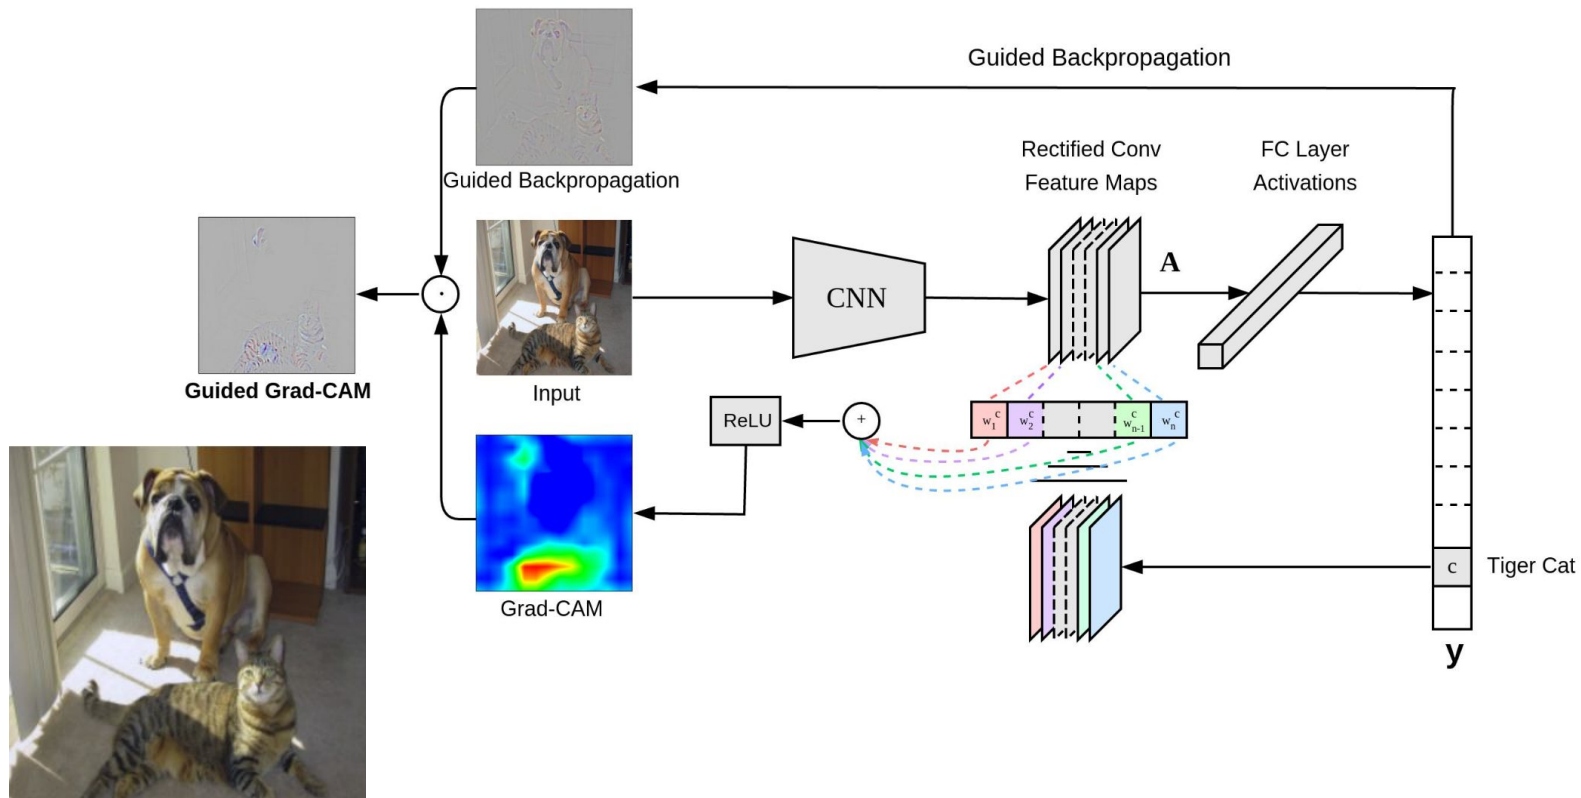 Guided Backpropagation
Rectified Conv
Feature Maps
FC Layer
Activations
Guided Backpropagation
A
CNN
·
Guided Grad-CAM
Input
ReLU
+
w₁ᶜ w₂ᶜ wₙ₋₁ᶜ wₙᶜ
c
Tiger Cat
Grad-CAM
y